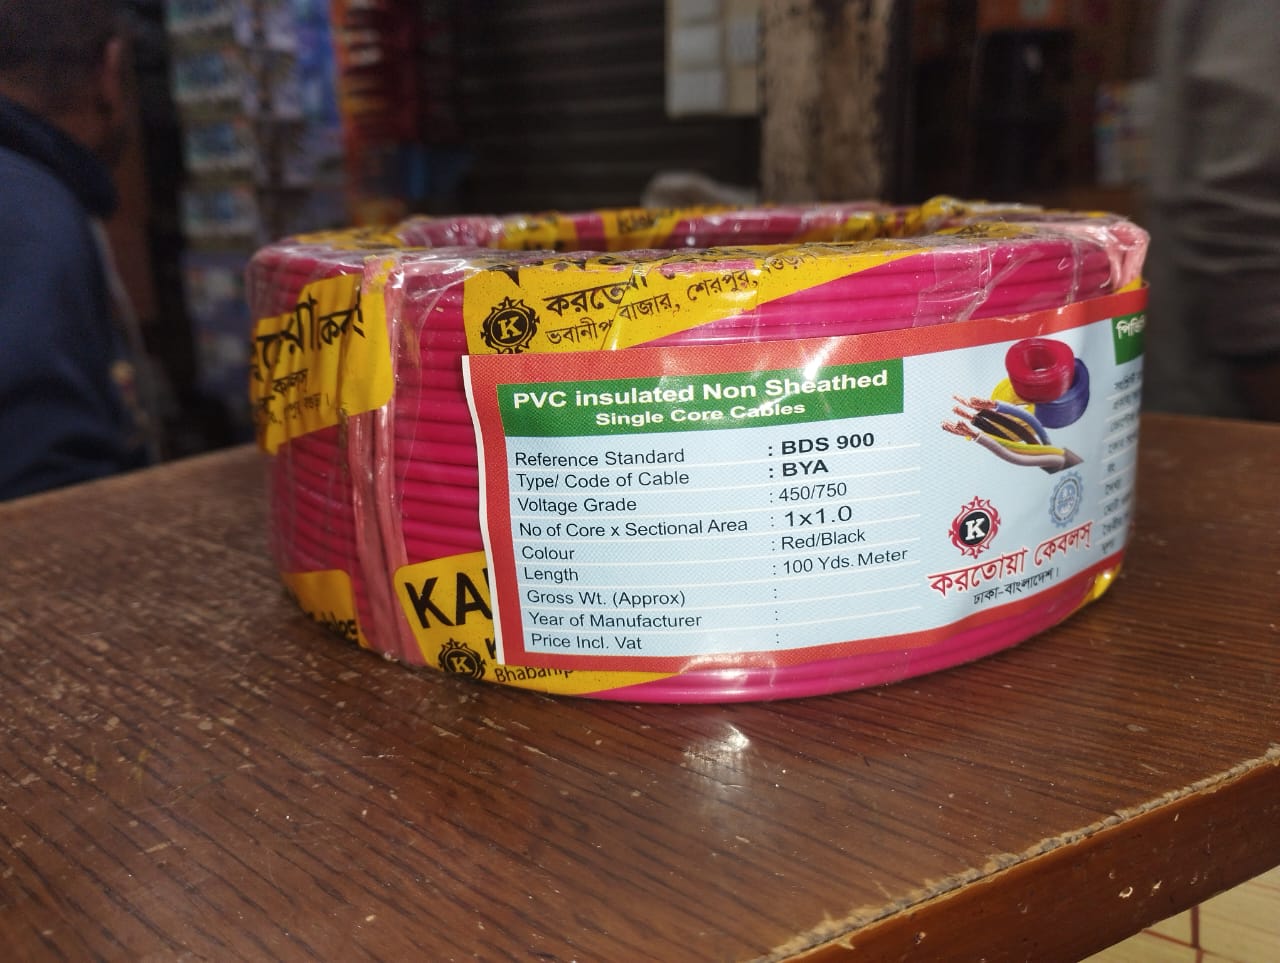 করতোয়া
ভবানীপুর বাজার, শেরপুর, বগুড়া
K
PVC insulated Non Sheathed
Single Core Cables
Reference Standard : BDS 900
Type/ Code of Cable : BYA
Voltage Grade : 450/750
No of Core x Sectional Area : 1x1.0
Colour : Red/Black
Length : 100 Yds. Meter
Gross Wt. (Approx) :
Year of Manufacturer :
Price Incl. Vat :
K
করতোয়া কেবলস্
ঢাকা-বাংলাদেশ।
KA
K
Bhabanip